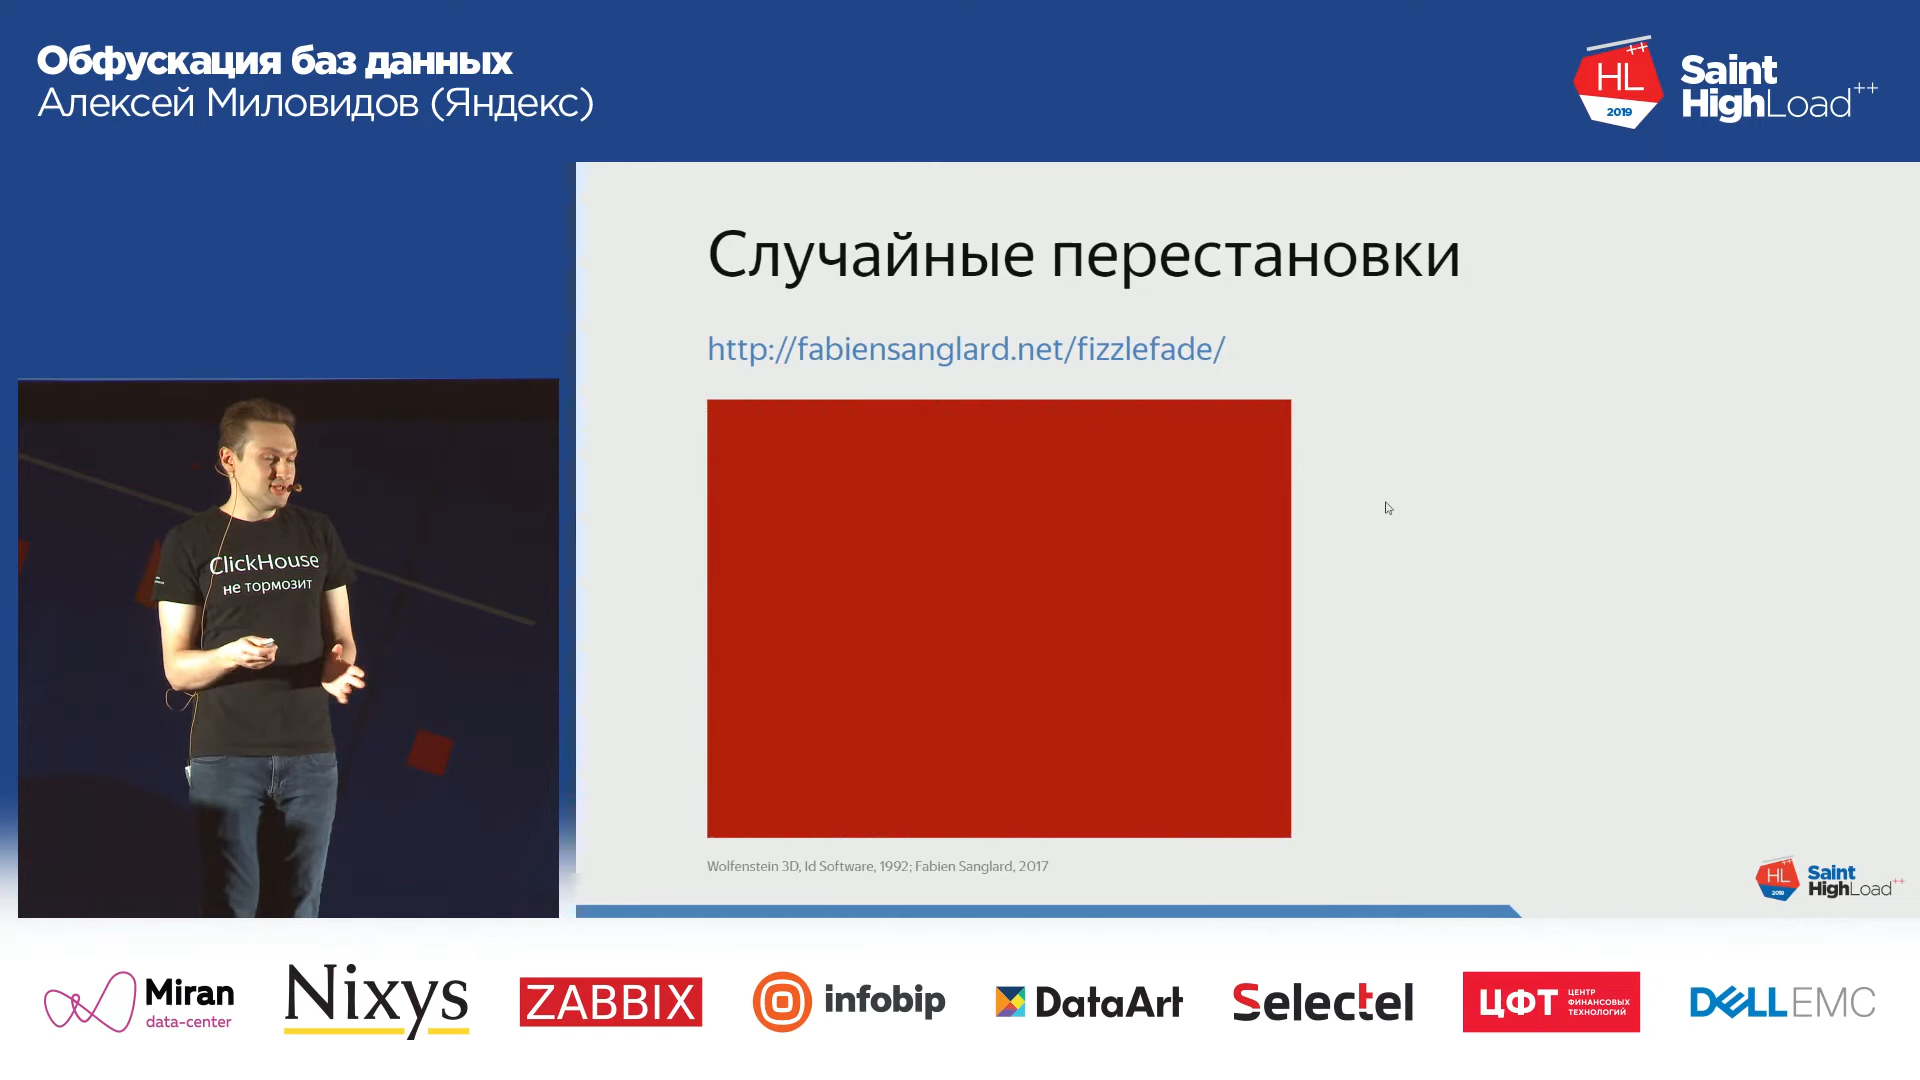 Обфускация баз данных
Алексей Миловидов (Яндекс)
HL ++
2019
Saint
HighLoad++
Случайные перестановки
http://fabiensanglard.net/fizzlefade/
ClickHouse
не тормозит
Wolfenstein 3D, Id Software, 1992; Fabien Sanglard, 2017
HL ++
2019
Saint
HighLoad++
Miran
data-center
Nixys
ZABBIX
infobip
DataArt
Selectel
ЦФТ
ЦЕНТР
ФИНАНСОВЫХ
ТЕХНОЛОГИЙ
DELLEMC